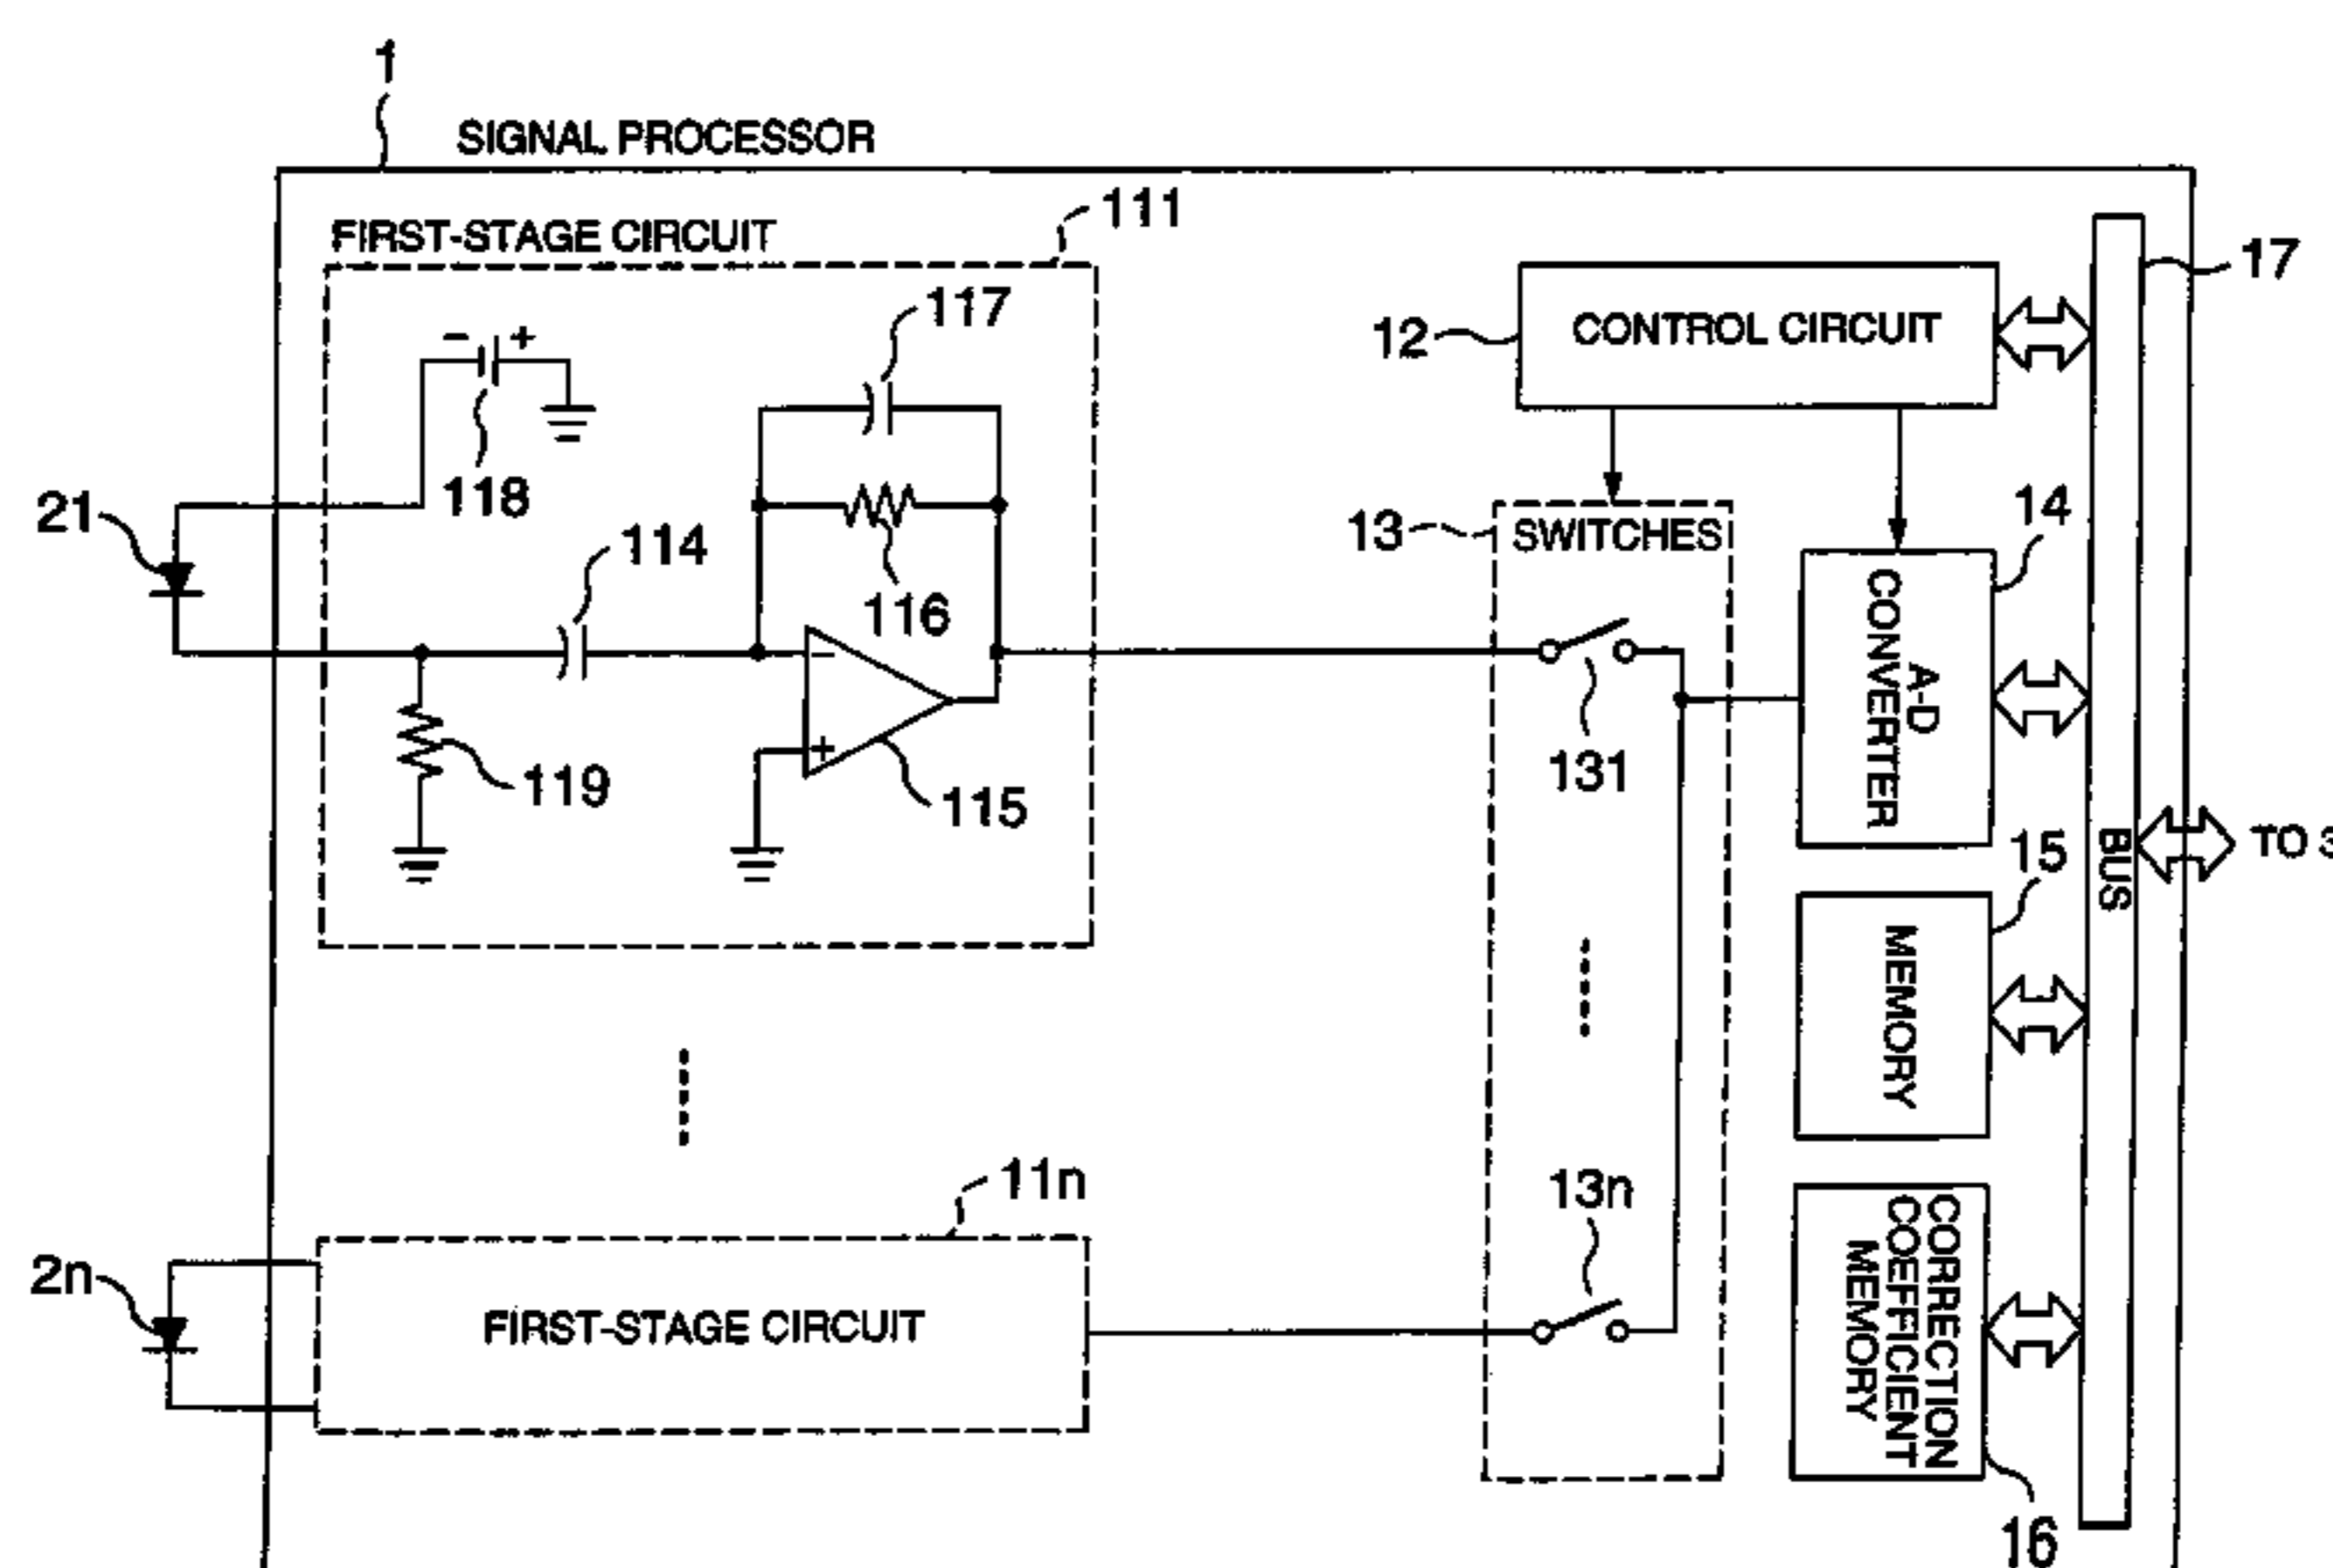 1
SIGNAL PROCESSOR
FIRST-STAGE CIRCUIT
111
117
- +
118
21
114
116
-
+
119
115
12
CONTROL CIRCUIT
17
13
SWITCHES
14
A-D
CONVERTER
131
15
BUS
TO 3
MEMORY
11n
13n
2n
FIRST-STAGE CIRCUIT
CORRECTION
COEFFICIENT
MEMORY
16